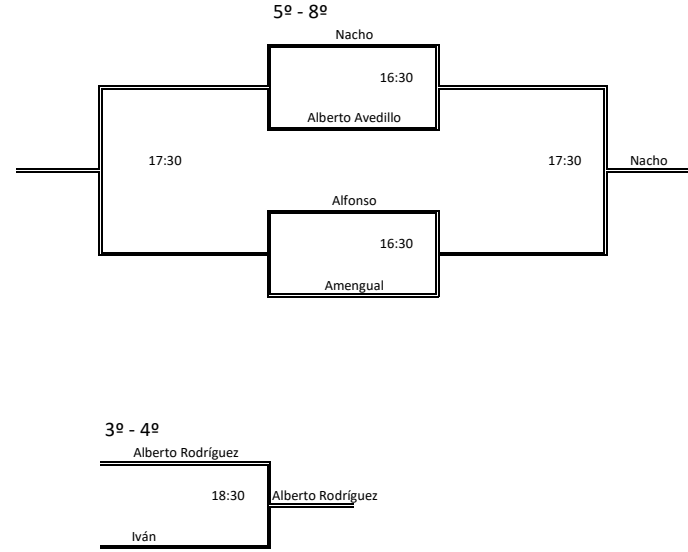 5º - 8º
Nacho
16:30
Alberto Avedillo
17:30
17:30
Nacho
Alfonso
16:30
Amengual
3º - 4º
Alberto Rodríguez
18:30
Alberto Rodríguez
Iván